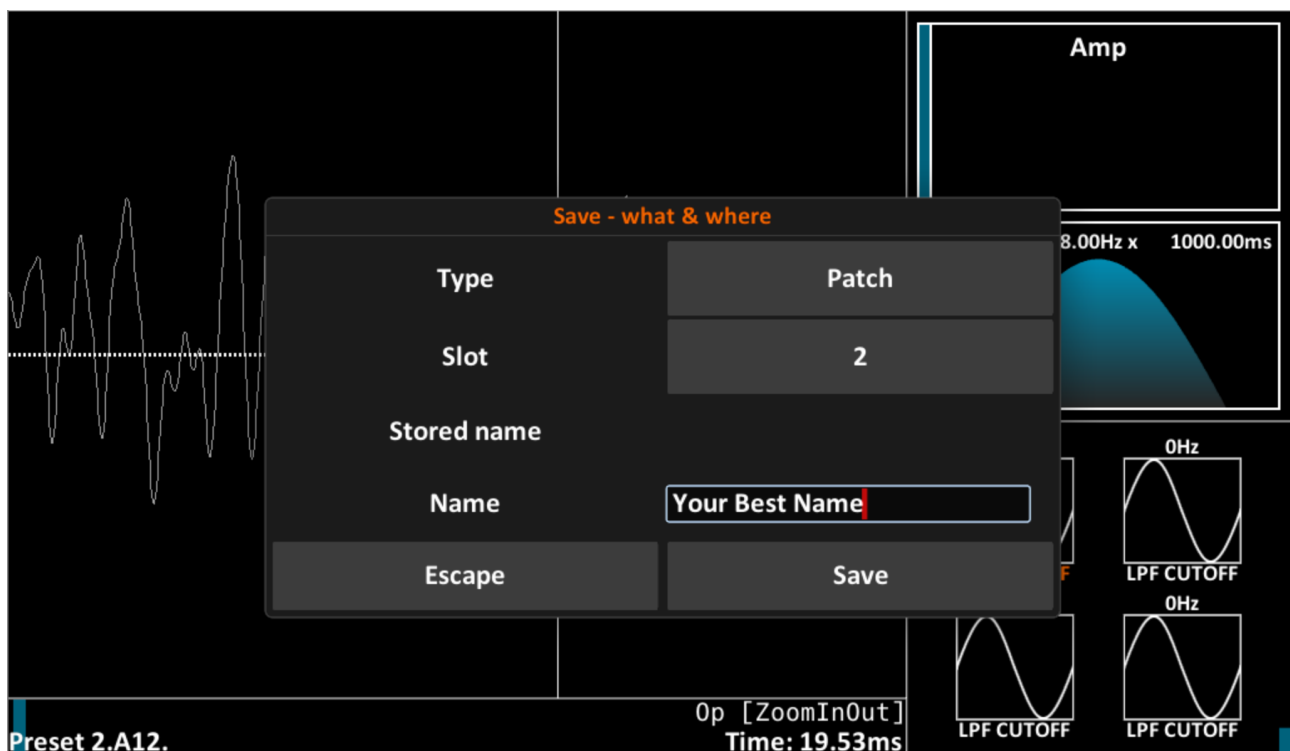 Amp
Save - what & where
8.00Hz x 1000.00ms
Type Patch
Slot 2
Stored name
Name Your Best Name
Escape Save
0Hz
F LPF CUTOFF
0Hz
LPF CUTOFF LPF CUTOFF
Op [ZoomInOut]
Preset 2.A12. Time: 19.53ms